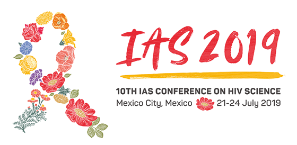 IAS 2019
10TH IAS CONFERENCE ON HIV SCIENCE
Mexico City, Mexico 21-24 July 2019